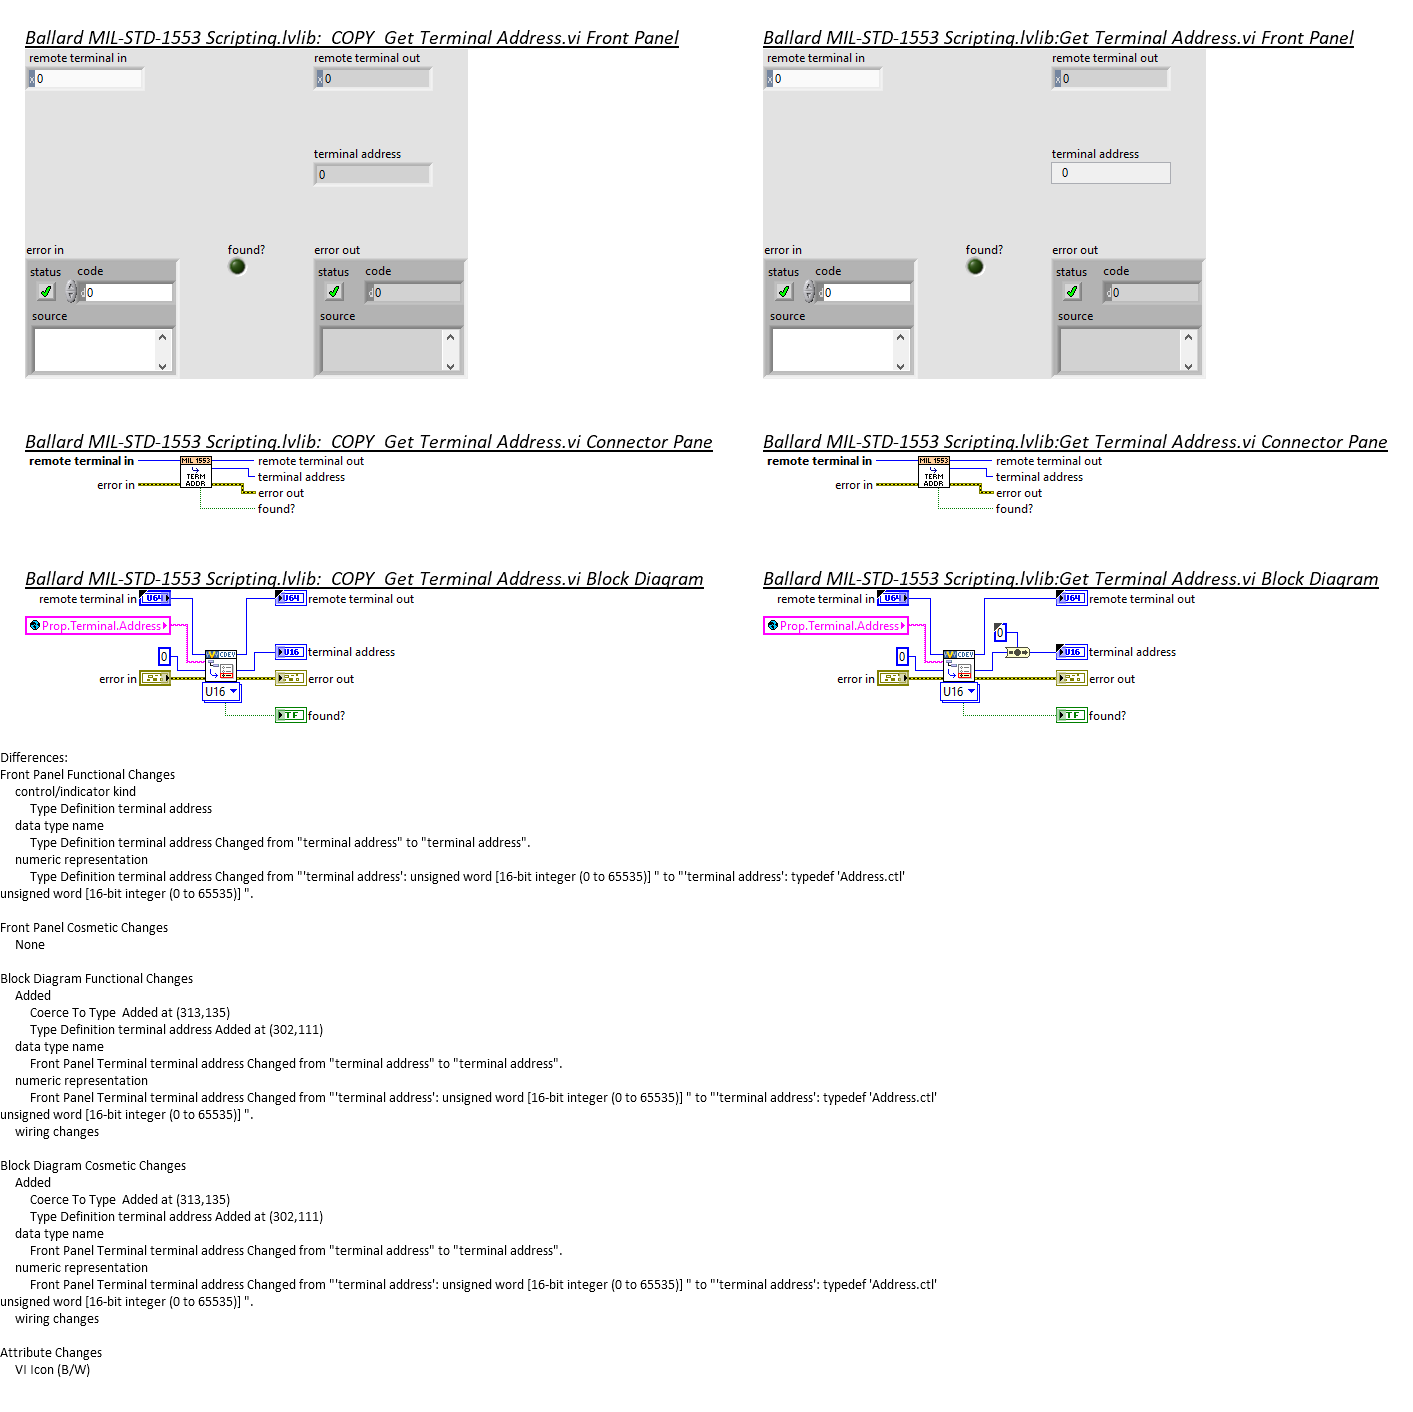 Ballard MIL-STD-1553 Scripting.lvlib:  COPY  Get Terminal Address.vi Front Panel
remote terminal in
x 0
remote terminal out
x 0
terminal address
0
error in
status
code
d 0
source
found?
error out
status
code
d 0
source
Ballard MIL-STD-1553 Scripting.lvlib:Get Terminal Address.vi Front Panel
remote terminal in
x 0
remote terminal out
x 0
terminal address
0
error in
status
code
d 0
source
found?
error out
status
code
d 0
source
Ballard MIL-STD-1553 Scripting.lvlib:  COPY  Get Terminal Address.vi Connector Pane
remote terminal in
error in
MIL 1553
TERM
ADDR
remote terminal out
terminal address
error out
found?
Ballard MIL-STD-1553 Scripting.lvlib:Get Terminal Address.vi Connector Pane
remote terminal in
error in
MIL 1553
TERM
ADDR
remote terminal out
terminal address
error out
found?
Ballard MIL-STD-1553 Scripting.lvlib:  COPY  Get Terminal Address.vi Block Diagram
remote terminal in
U64
U64
remote terminal out
Prop.Terminal.Address
0
CDEV
U16
terminal address
error in
error out
U16
TF
found?
Ballard MIL-STD-1553 Scripting.lvlib:Get Terminal Address.vi Block Diagram
remote terminal in
U64
U64
remote terminal out
Prop.Terminal.Address
0
0
CDEV
U16
terminal address
error in
error out
U16
TF
found?
Differences:
Front Panel Functional Changes
control/indicator kind
Type Definition terminal address
data type name
Type Definition terminal address Changed from "terminal address" to "terminal address".
numeric representation
Type Definition terminal address Changed from "'terminal address': unsigned word [16-bit integer (0 to 65535)] " to "'terminal address': typedef 'Address.ctl'
unsigned word [16-bit integer (0 to 65535)] ".
Front Panel Cosmetic Changes
None
Block Diagram Functional Changes
Added
Coerce To Type  Added at (313,135)
Type Definition terminal address Added at (302,111)
data type name
Front Panel Terminal terminal address Changed from "terminal address" to "terminal address".
numeric representation
Front Panel Terminal terminal address Changed from "'terminal address': unsigned word [16-bit integer (0 to 65535)] " to "'terminal address': typedef 'Address.ctl'
unsigned word [16-bit integer (0 to 65535)] ".
wiring changes
Block Diagram Cosmetic Changes
Added
Coerce To Type  Added at (313,135)
Type Definition terminal address Added at (302,111)
data type name
Front Panel Terminal terminal address Changed from "terminal address" to "terminal address".
numeric representation
Front Panel Terminal terminal address Changed from "'terminal address': unsigned word [16-bit integer (0 to 65535)] " to "'terminal address': typedef 'Address.ctl'
unsigned word [16-bit integer (0 to 65535)] ".
wiring changes
Attribute Changes
VI Icon (B/W)